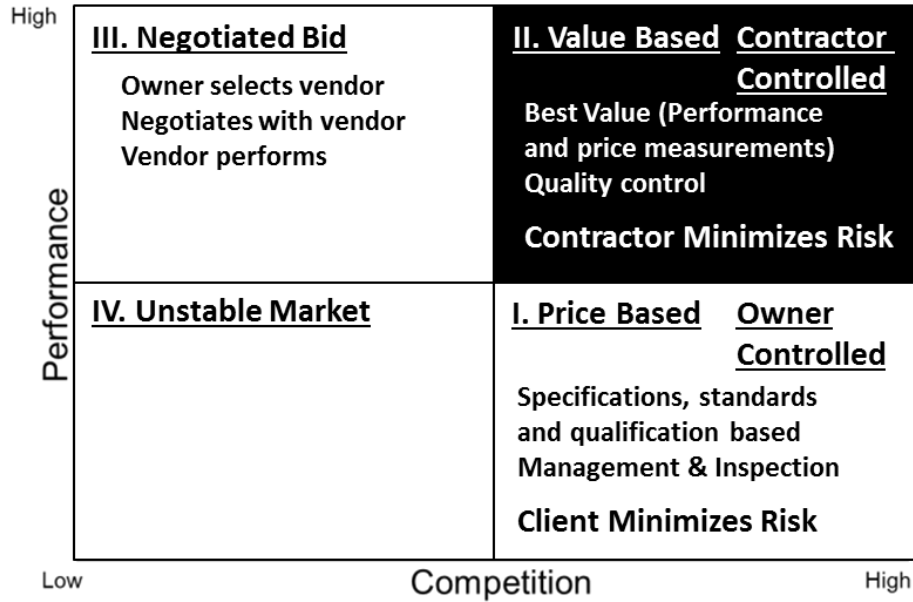 High
III. Negotiated Bid
Owner selects vendor
Negotiates with vendor
Vendor performs
II. Value Based Contractor
Controlled
Best Value (Performance
and price measurements)
Quality control
Contractor Minimizes Risk
Performance
IV. Unstable Market
I. Price Based Owner
Controlled
Specifications, standards
and qualification based
Management & Inspection
Client Minimizes Risk
Low
Competition
High